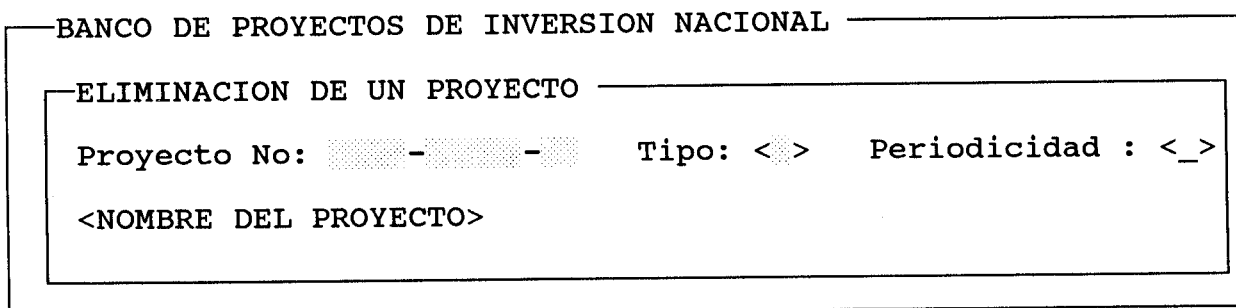 BANCO DE PROYECTOS DE INVERSION NACIONAL
ELIMINACION DE UN PROYECTO
Proyecto No: - - Tipo: < > Periodicidad : <_>
<NOMBRE DEL PROYECTO>